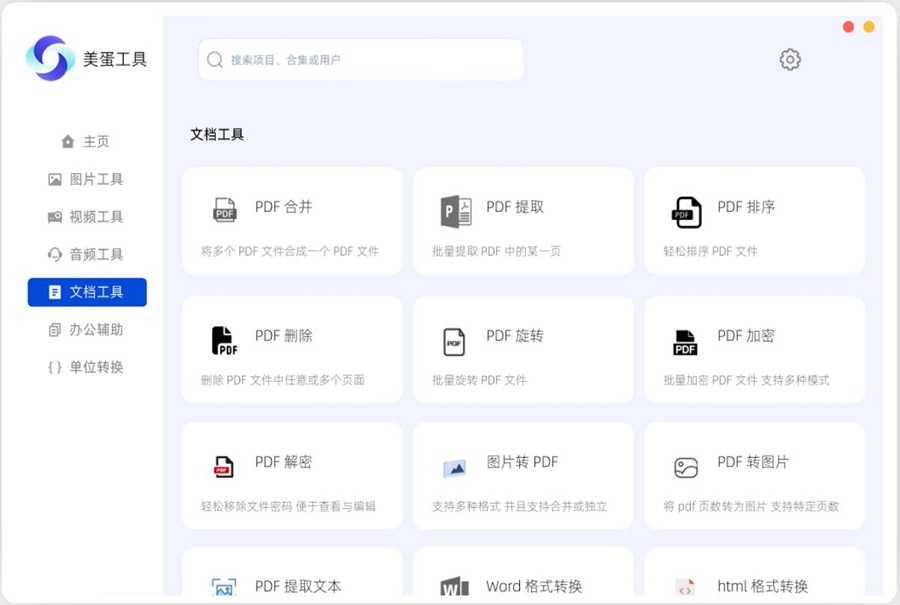 美蛋工具
搜索项目、合集或用户
主页
图片工具
视频工具
音频工具
文档工具
办公辅助
{ } 单位转换
文档工具
PDF PDF 合并
将多个 PDF 文件合成一个 PDF 文件
P PDF 提取
批量提取 PDF 中的某一页
PDF PDF 排序
轻松排序 PDF 文件
PDF PDF 删除
删除 PDF 文件中任意或多个页面
PDF PDF 旋转
批量旋转 PDF 文件
PDF PDF 加密
批量加密 PDF 文件 支持多种模式
PDF PDF 解密
轻松移除文件密码 便于查看与编辑
图片转 PDF
支持多种格式 并且支持合并或独立
PDF 转图片
将 pdf 页数转为图片 支持特定页数
PDF 提取文本
W Word 格式转换
html 格式转换